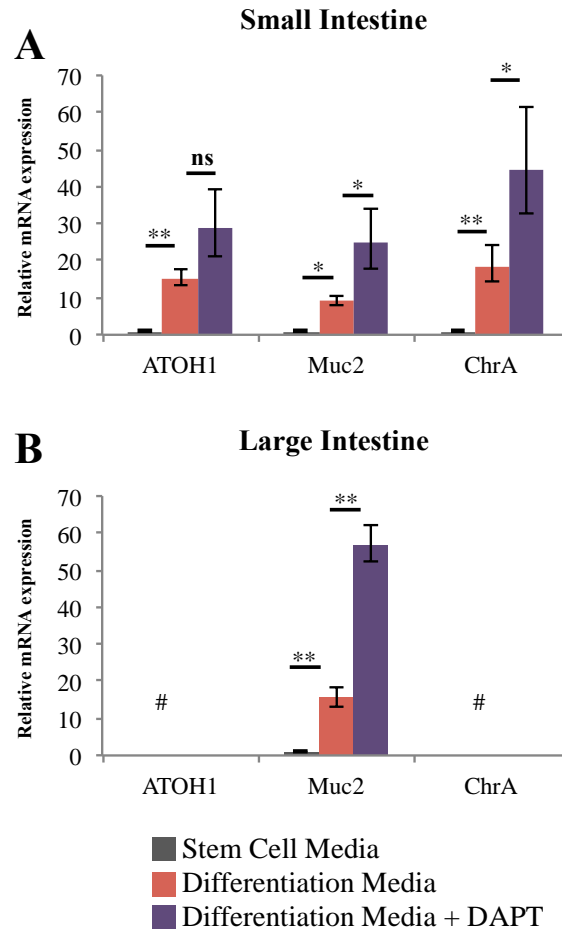 Small Intestine
A
Relative mRNA expression
70
60
50
40
30
20
10
0
** ns
* *
** *
ATOH1 Muc2 ChrA
Large Intestine
B
Relative mRNA expression
70
60
50
40
30
20
10
0
#
** **
#
ATOH1 Muc2 ChrA
Stem Cell Media
Differentiation Media
Differentiation Media + DAPT